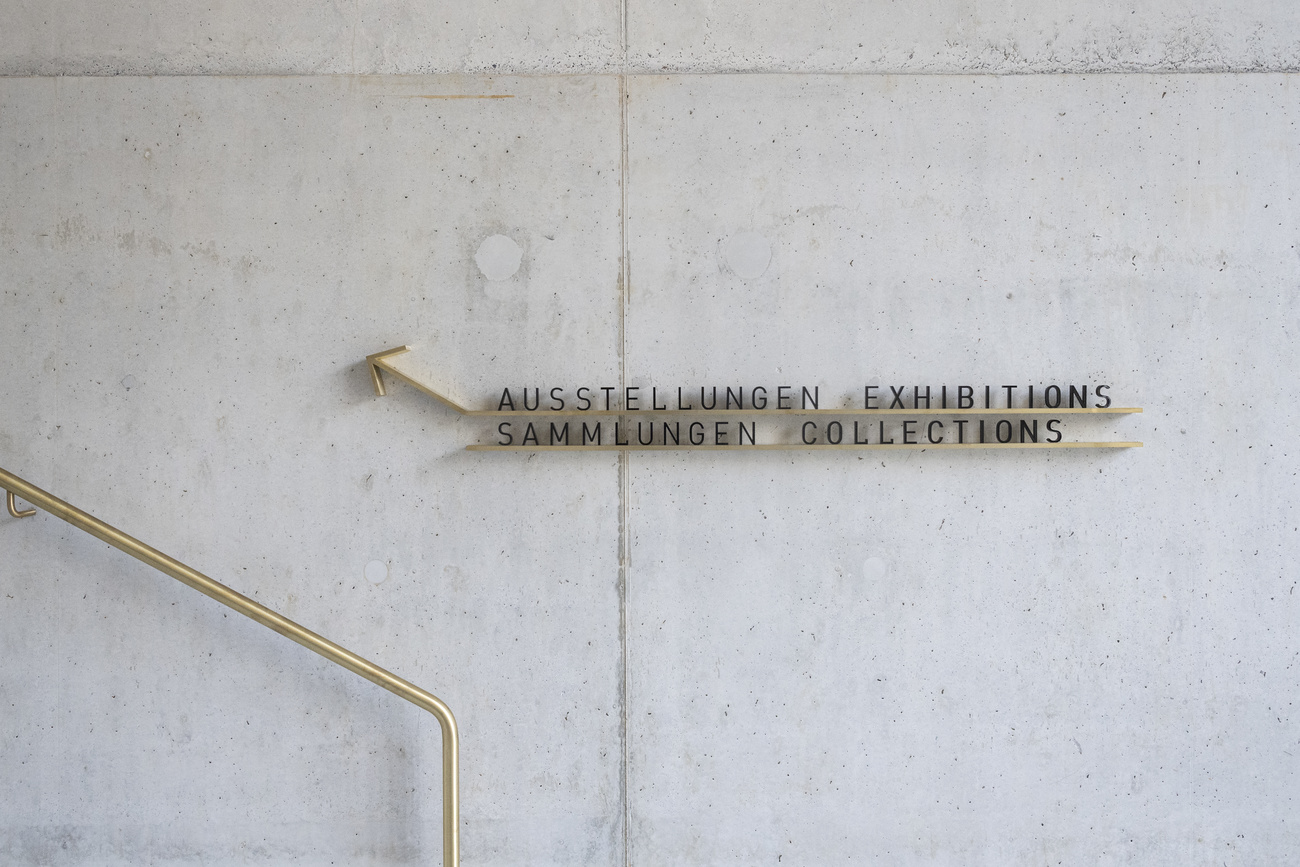 AUSSTELLUNGEN EXHIBITIONS
SAMMLUNGEN COLLECTIONS